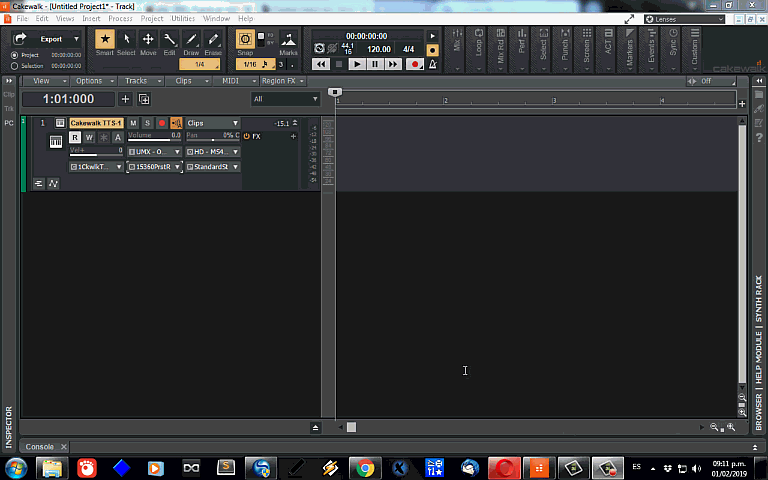 Cakewalk - [Untitled Project1* - Track]
File Edit Views Insert Process Project Utilities Window Help
Lenses
Export
Project 00:00:00:00
Selection 00:00:00:00
Smart Select Move Edit Draw Erase Snap Marks
1/4 1/16 3
00:00:00:00
44.1
16 120.00 4/4
Mix Loop Mix Rcl Perf Select Punch Screen ACT Markers Events Sync Custom
cakewalk
View Options Tracks Clips MIDI Region FX Off
Clip
Trk
PC
1:01:000 All
1 2 3 4
1 Cakewalk TTS-1 M S Clips -15.1
R W A Volume 0.0 Pan 0% C FX
Vel+ 0 UMX - O... HD - MS4...
1CkwlkT... 15360PrstR StandardSt
INSPECTOR
BROWSER HELP MODULE SYNTH RACK
Console
ES 09:11 p.m.
01/02/2019